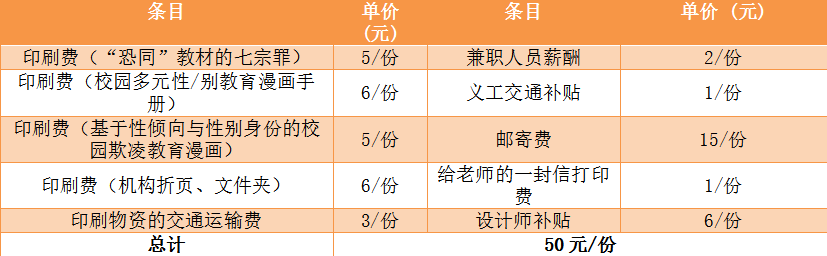 条目 单价 条目 单价 (元)
(元)
印刷费（“恐同”教材的七宗罪） 5/份 兼职人员薪酬 2/份
印刷费（校园多元性/别教育漫画手 6/份 义工交通补贴 1/份
册）
印刷费（基于性倾向与性别身份的校 5/份 邮寄费 15/份
园欺凌教育漫画）
印刷费（机构折页、文件夹） 6/份 给老师的一封信打印 1/份
费
印刷物资的交通运输费 3/份 设计师补贴 6/份
总计 50 元/份